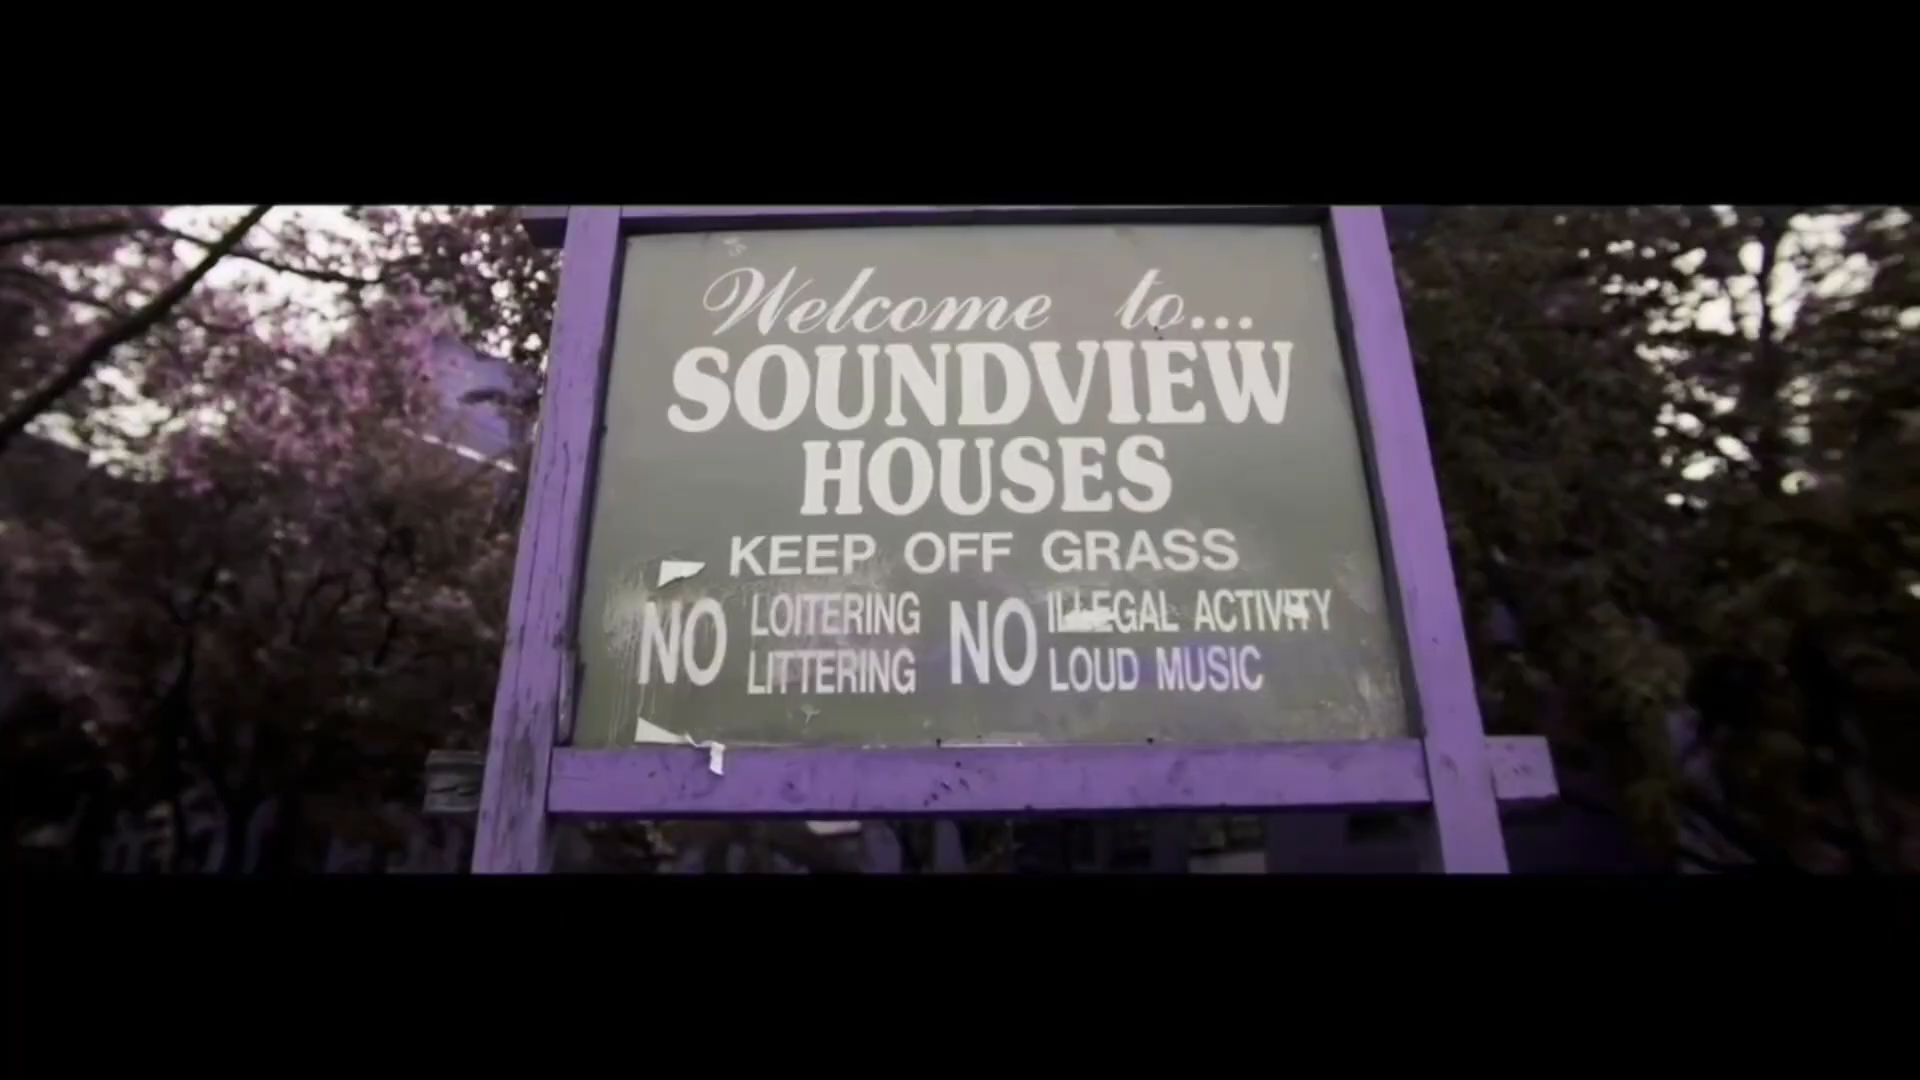 Welcome to...
SOUNDVIEW
HOUSES
KEEP OFF GRASS
NO LOITERING NO ILLEGAL ACTIVITY
LITTERING LOUD MUSIC